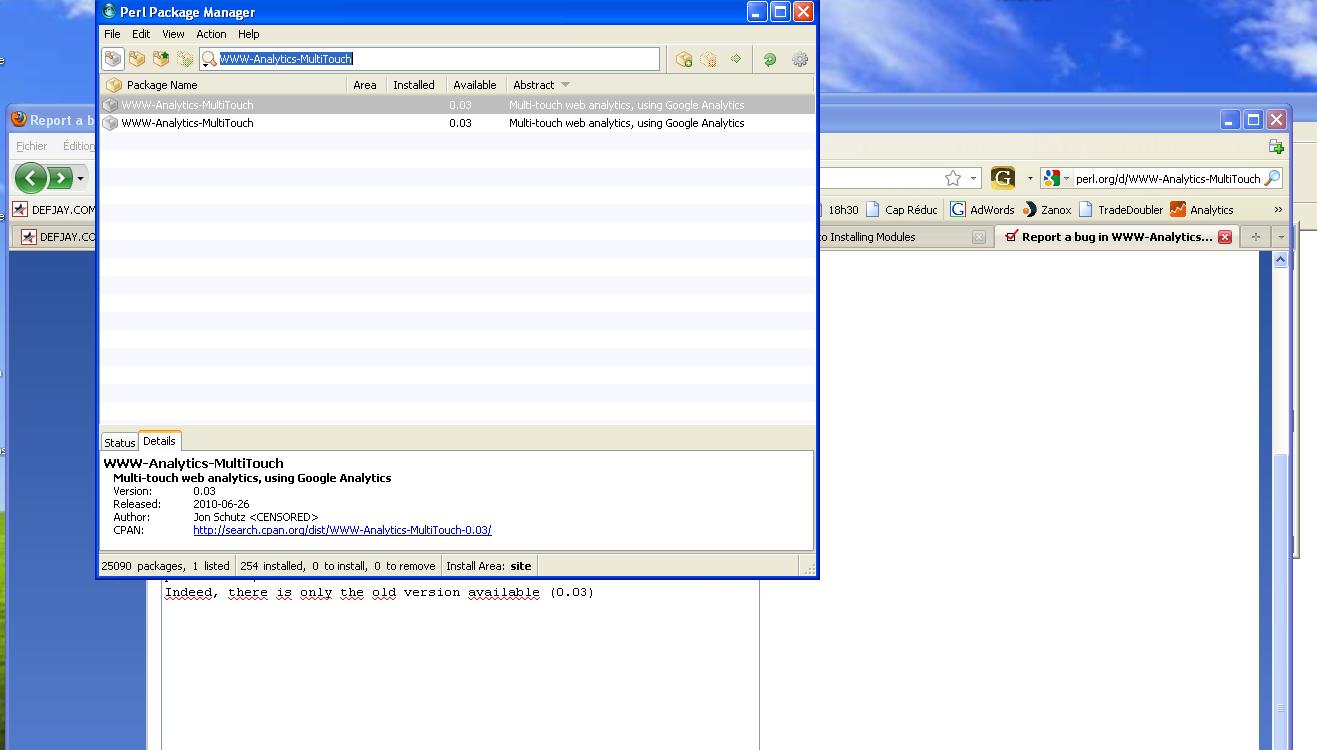 Perl Package Manager
File Edit View Action Help
WWW-Analytics-MultiTouch
Package Name Area Installed Available Abstract
WWW-Analytics-MultiTouch 0.03 Multi-touch web analytics, using Google Analytics
WWW-Analytics-MultiTouch 0.03 Multi-touch web analytics, using Google Analytics
Report a b
Fichier Édition
perl.org/d/WWW-Analytics-MultiTouch
DEFJAY.COM 18h30 Cap Réduc AdWords Zanox TradeDoubler Analytics »
DEFJAY.CO to Installing Modules Report a bug in WWW-Analytics...
Status Details
WWW-Analytics-MultiTouch
Multi-touch web analytics, using Google Analytics
Version: 0.03
Released: 2010-06-26
Author: Jon Schutz <CENSORED>
CPAN: http://search.cpan.org/dist/WWW-Analytics-MultiTouch-0.03/
25090 packages, 1 listed 254 installed, 0 to install, 0 to remove Install Area: site
Indeed, there is only the old version available (0.03)